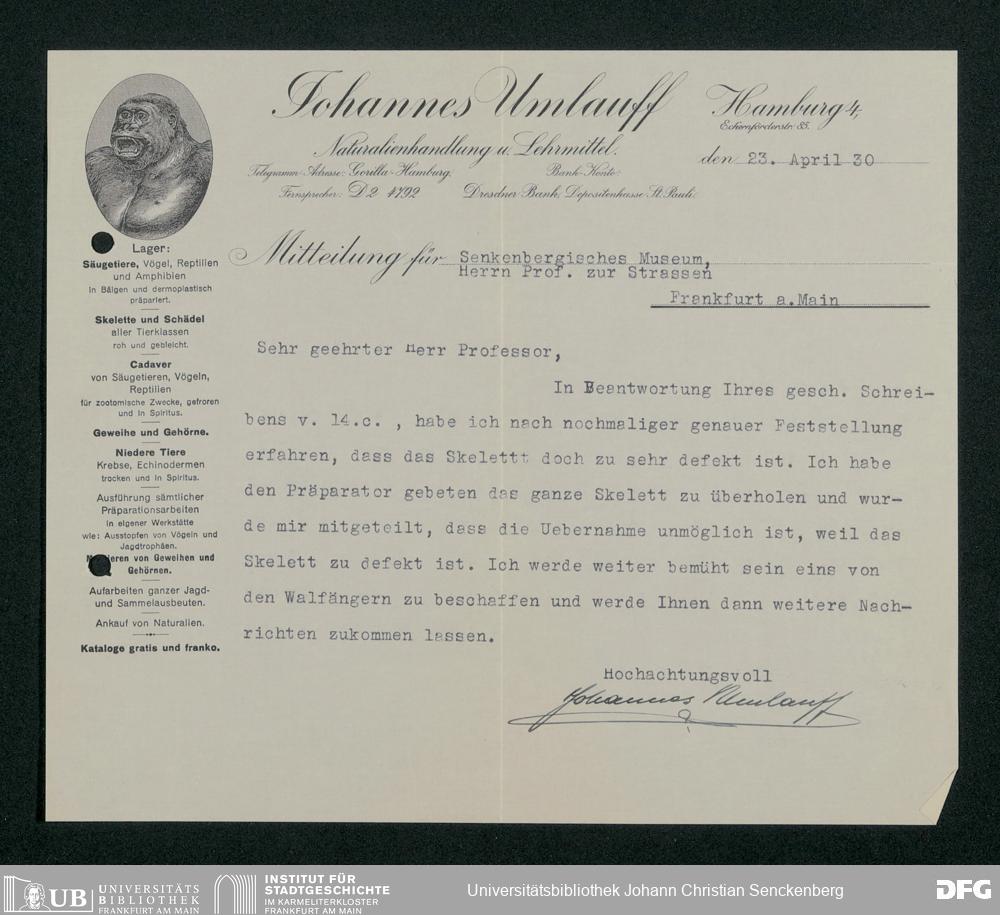 Johannes Umlauff
Hamburg 4,
Eckernförderstr. 85.
Naturalienhandlung u. Lehrmittel.
den 23. April 30
Telegramm-Adresse: Gorilla-Hamburg.
Bank-Konto:
Fernsprecher: D2 4792
Dresdner Bank, Depositenkasse St. Pauli.
Lager:
Säugetiere, Vögel, Reptilien
und Amphibien
in Bälgen und dermoplastisch
präpariert.
Skelette und Schädel
aller Tierklassen
roh und gebleicht.
Cadaver
von Säugetieren, Vögeln,
Reptilien
für zootomische Zwecke, gefroren
und in Spiritus.
Geweihe und Gehörne.
Niedere Tiere
Krebse, Echinodermen
trocken und in Spiritus.
Ausführung sämtlicher
Präparationsarbeiten
in eigener Werkstätte
wie: Ausstopfen von Vögeln und
Jagdtrophäen.
von Geweihen und
Gehörnen.
Aufarbeiten ganzer Jagd-
und Sammelausbeuten.
Ankauf von Naturalien.
Kataloge gratis und franko.
Mitteilung für Senkenbergisches Museum,
Herrn Prof. zur Strassen
Frankfurt a.Main
Sehr geehrter Herr Professor,
In Beantwortung Ihres gesch. Schrei-
bens v. 14.c. , habe ich nach nochmaliger genauer Feststellung
erfahren, dass das Skelettt doch zu sehr defekt ist. Ich habe
den Präparator gebeten das ganze Skelett zu überholen und wur-
de mir mitgeteilt, dass die Uebernahme unmöglich ist, weil das
Skelett zu defekt ist. Ich werde weiter bemüht sein eins von
den Walfängern zu beschaffen und werde Ihnen dann weitere Nach-
richten zukommen lassen.
Hochachtungsvoll
Johannes Umlauff
UB UNIVERSITÄTS
BIBLIOTHEK
FRANKFURT AM MAIN
INSTITUT FÜR
STADTGESCHICHTE
IM KARMELITERKLOSTER
FRANKFURT AM MAIN
Universitätsbibliothek Johann Christian Senckenberg
DFG